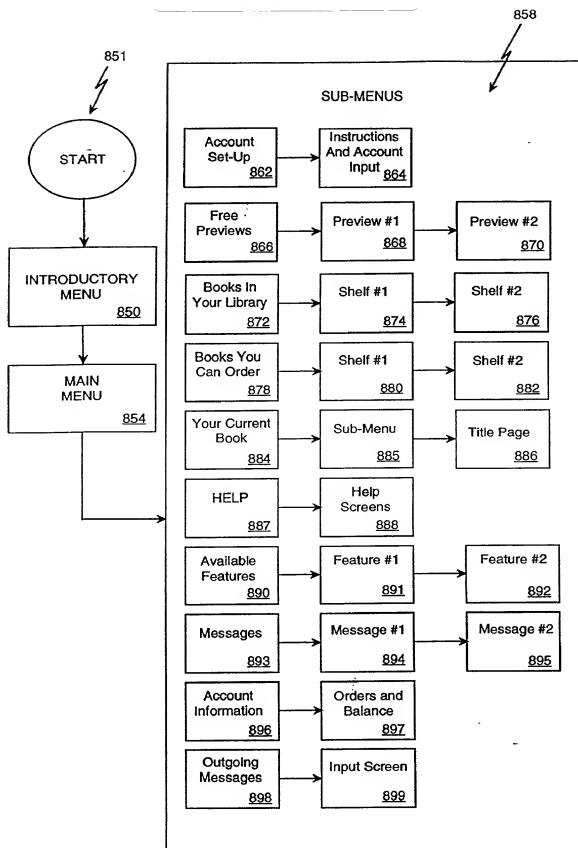 858
851
SUB-MENUS
START
Account
Set-Up
862
Instructions
And Account
Input
864
Free
Previews
866
Preview #1
868
Preview #2
870
INTRODUCTORY
MENU
850
Books In
Your Library
872
Shelf #1
874
Shelf #2
876
MAIN
MENU
854
Books You
Can Order
878
Shelf #1
880
Shelf #2
882
Your Current
Book
884
Sub-Menu
885
Title Page
886
HELP
887
Help
Screens
888
Available
Features
890
Feature #1
891
Feature #2
892
Messages
893
Message #1
894
Message #2
895
Account
Information
896
Orders and
Balance
897
Outgoing
Messages
898
Input Screen
899